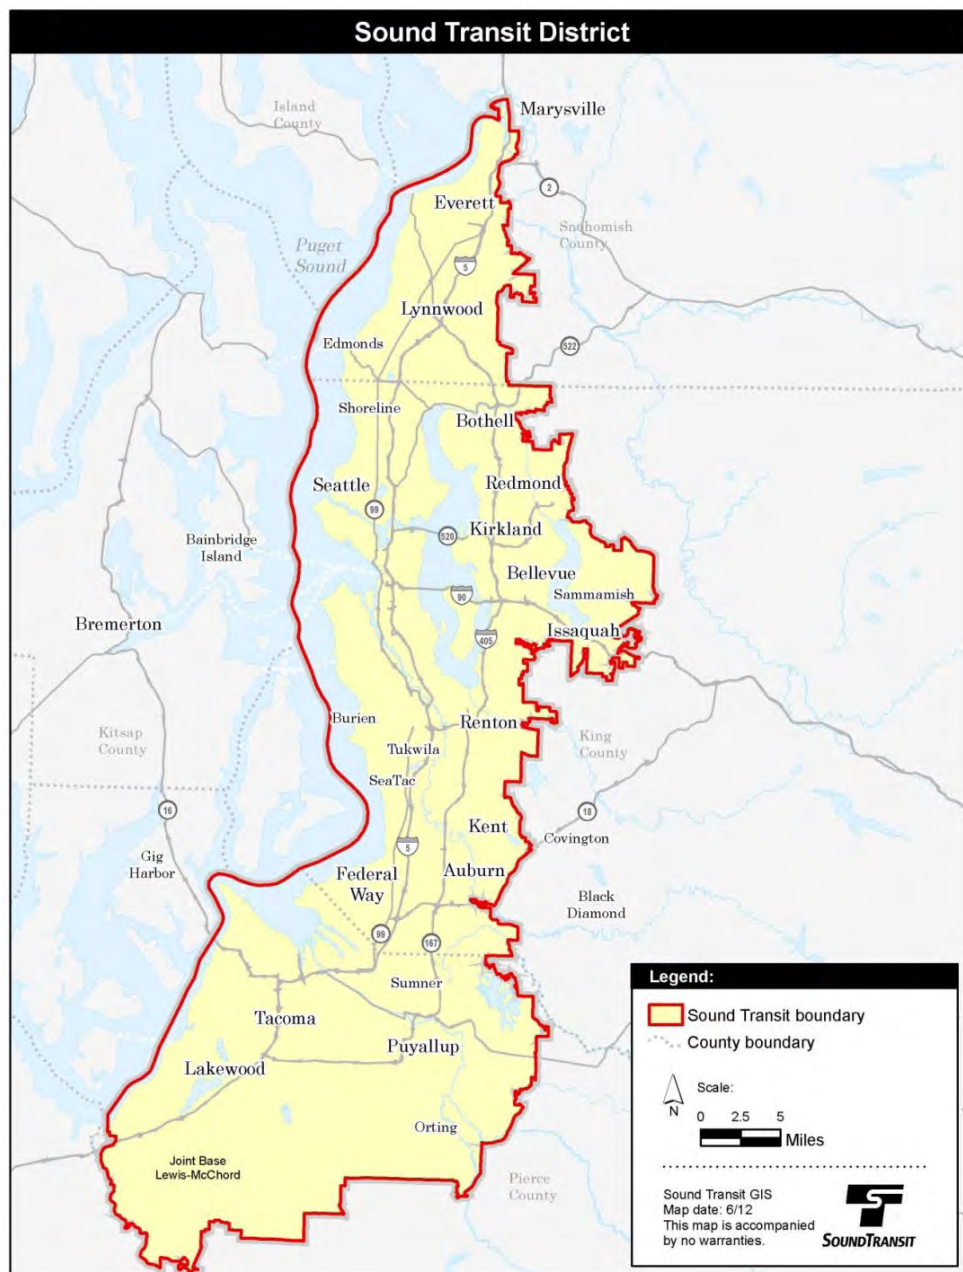 Sound Transit District
Marysville
Island
County
2
Everett
Snohomish
County
Puget
Sound
5
Lynnwood
Edmonds
522
Shoreline
Bothell
Seattle
Redmond
99
Kirkland
520
Bainbridge
Island
Bellevue
Sammamish
90
Bremerton
Issaquah
405
Burien
Renton
Kitsap
County
King
County
Tukwila
SeaTac
16
18
Kent
Covington
5
Gig
Harbor
Federal
Way
Auburn
Black
Diamond
99
167
Sumner
Tacoma
Puyallup
Lakewood
Orting
Joint Base
Lewis-McChord
Pierce
County
Legend:
Sound Transit boundary
County boundary
Scale:
N
0 2.5 5
Miles
Sound Transit GIS
Map date: 6/12
This map is accompanied
by no warranties.
SOUNDTRANSIT